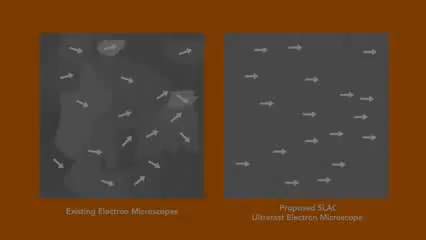 Existing Electron Microscopes
Proposed SLAC
Ultrafast Electron Microscope